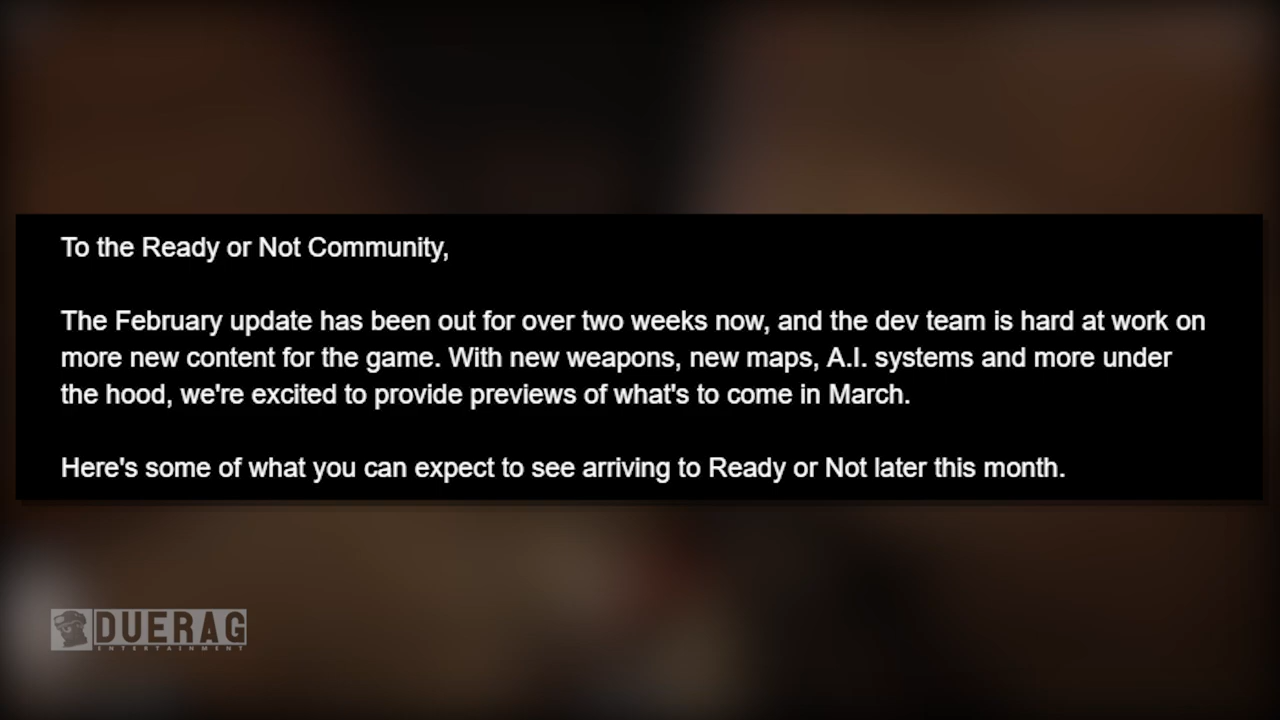 To the Ready or Not Community,
The February update has been out for over two weeks now, and the dev team is hard at work on
more new content for the game. With new weapons, new maps, A.I. systems and more under
the hood, we're excited to provide previews of what's to come in March.
Here's some of what you can expect to see arriving to Ready or Not later this month.
DUERAG
ENTERTAINMENT